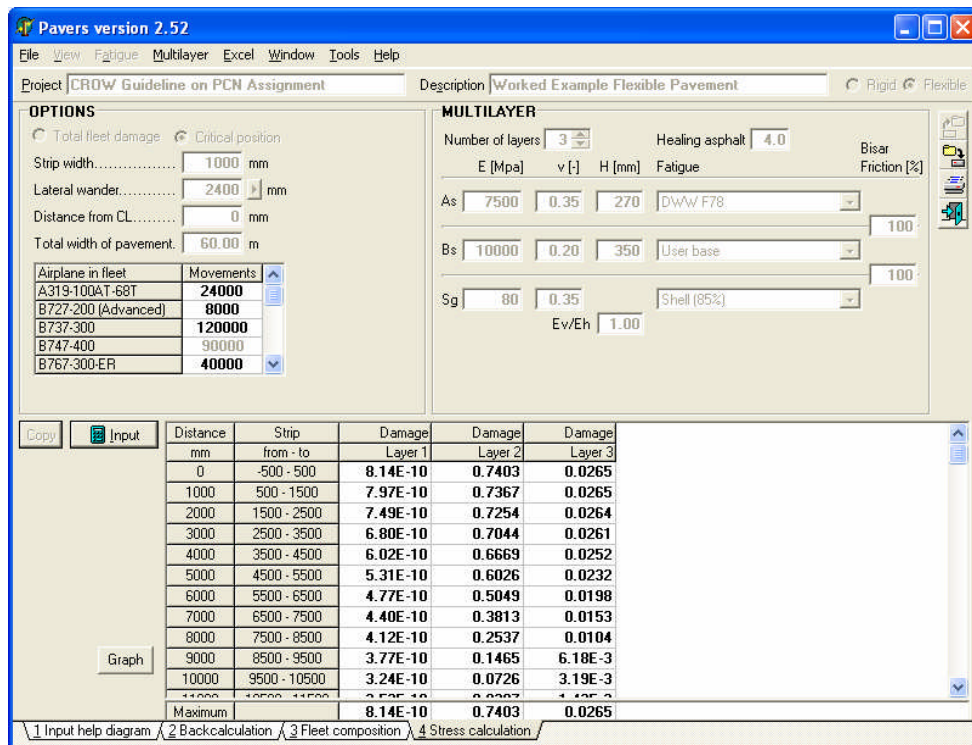 Pavers version 2.52
File View Fatigue Multilayer Excel Window Tools Help
Project CROW Guideline on PCN Assignment Description Worked Example Flexible Pavement Rigid Flexible
OPTIONS
Total fleet damage Critical position
Strip width................. 1000 mm
Lateral wander............ 2400 mm
Distance from CL......... 0 mm
Total width of pavement. 60.00 m
Airplane in fleet Movements
A319-100AT-68T 24000
B727-200 (Advanced) 8000
B737-300 120000
B747-400 90000
B767-300-ER 40000
MULTILAYER
Number of layers 3 Healing asphalt 4.0
Bisar
E [Mpa] v [-] H [mm] Fatigue Friction [%]
As 7500 0.35 270 DWW F78
100
Bs 10000 0.20 350 User base
100
Sg 80 0.35 Shell (85%)
Ev/Eh 1.00
Copy Input
Distance Strip Damage Damage Damage
mm from - to Layer 1 Layer 2 Layer 3
0 -500 - 500 8.14E-10 0.7403 0.0265
1000 500 - 1500 7.97E-10 0.7367 0.0265
2000 1500 - 2500 7.49E-10 0.7254 0.0264
3000 2500 - 3500 6.80E-10 0.7044 0.0261
4000 3500 - 4500 6.02E-10 0.6669 0.0252
5000 4500 - 5500 5.31E-10 0.6026 0.0232
6000 5500 - 6500 4.77E-10 0.5049 0.0198
7000 6500 - 7500 4.40E-10 0.3813 0.0153
8000 7500 - 8500 4.12E-10 0.2537 0.0104
Graph
9000 8500 - 9500 3.77E-10 0.1465 6.18E-3
10000 9500 - 10500 3.24E-10 0.0726 3.19E-3
Maximum 8.14E-10 0.7403 0.0265
1 Input help diagram 2 Backcalculation 3 Fleet composition 4 Stress calculation